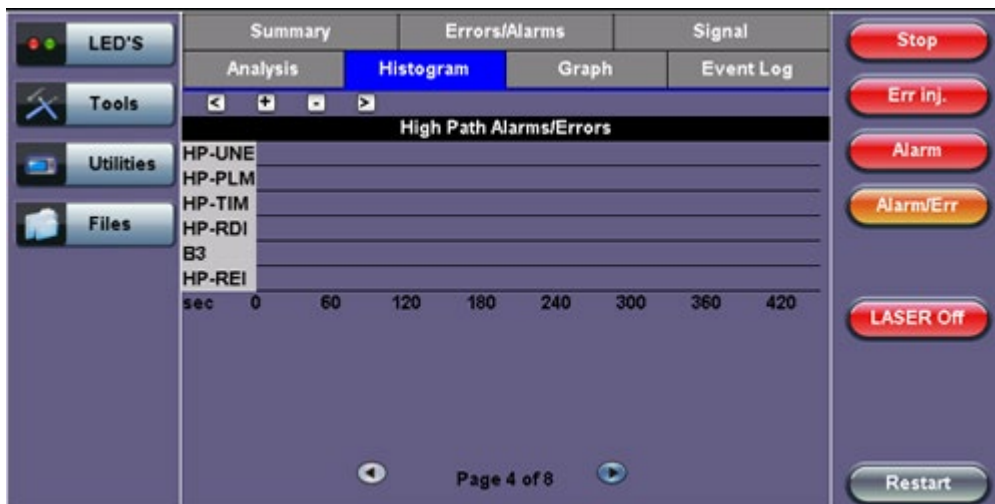 LED'S
Tools
Utilities
Files
Summary Errors/Alarms Signal
Analysis Histogram Graph Event Log
< + - >
High Path Alarms/Errors
HP-UNE
HP-PLM
HP-TIM
HP-RDI
B3
HP-REI
sec 0 60 120 180 240 300 360 420
Page 4 of 8
Stop
Err inj.
Alarm
Alarm/Err
LASER Off
Restart